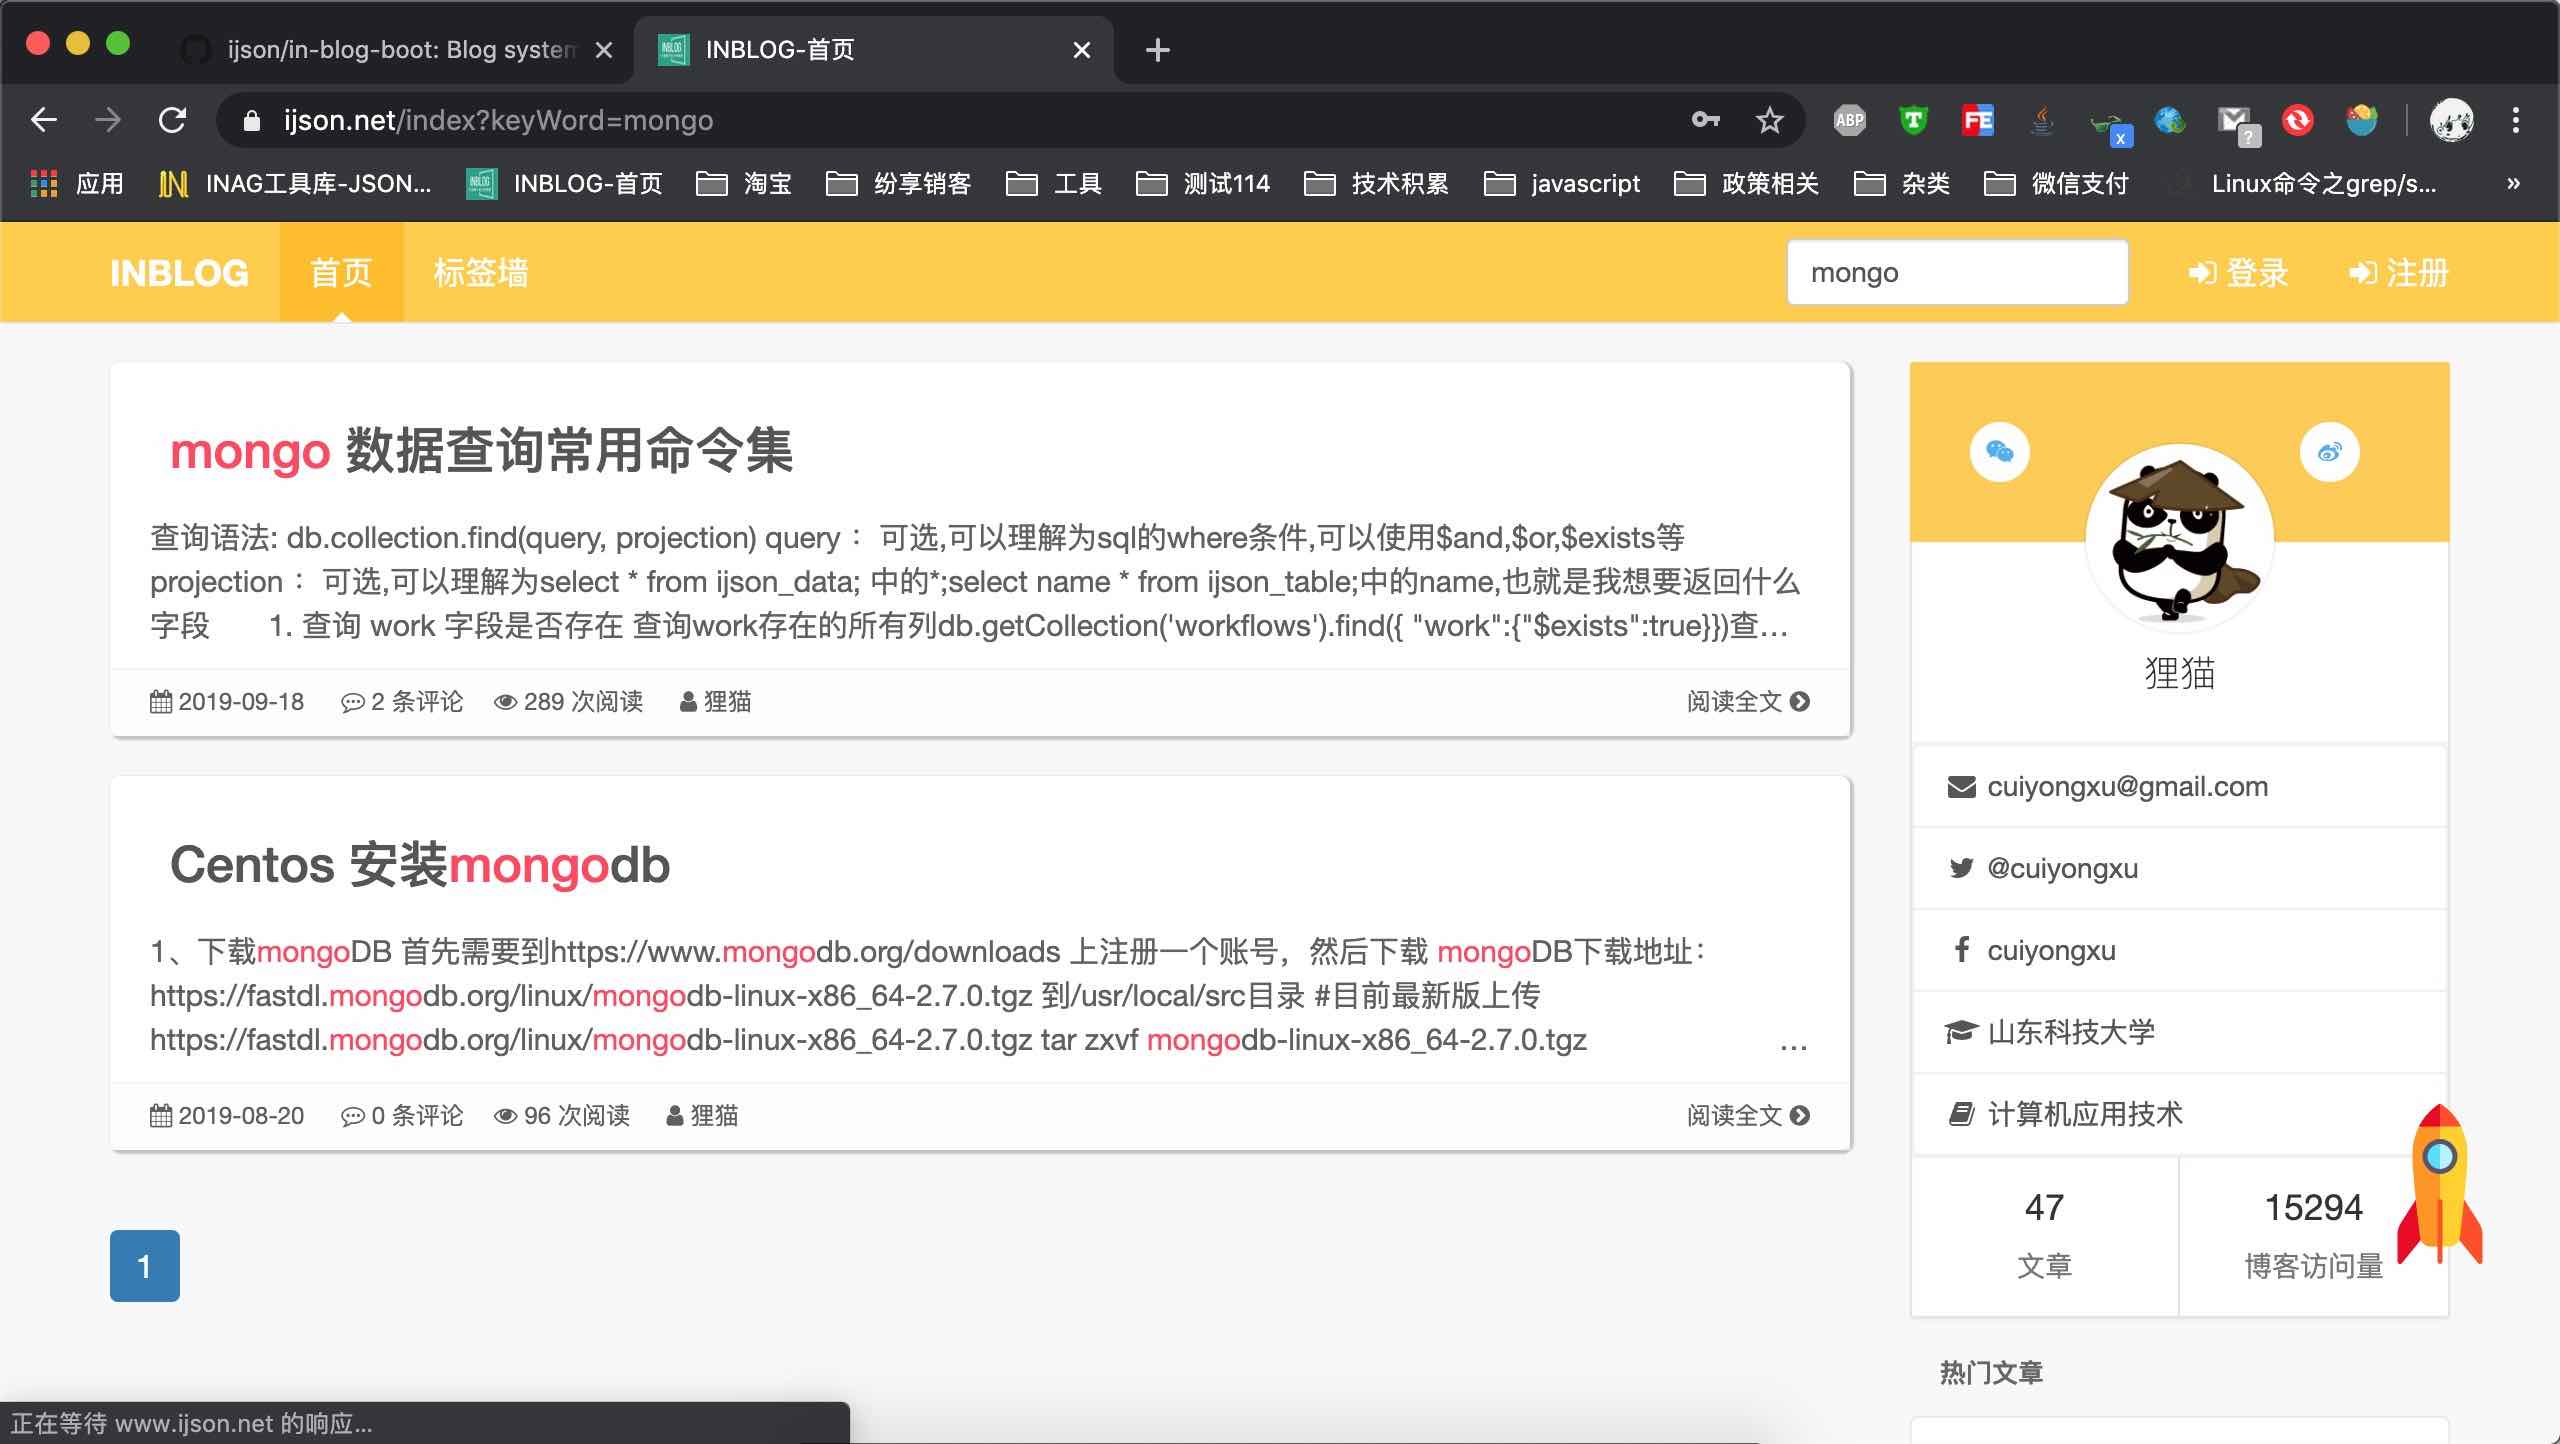 ijson/in-blog-boot: Blog system
INBLOG-首页
ijson.net/index?keyWord=mongo
ABP
FE
x
?
应用
INAG工具库-JSON...
INBLOG-首页
淘宝
纷享销客
工具
测试114
技术积累
javascript
政策相关
杂类
微信支付
Linux命令之grep/s...
»
INBLOG
首页
标签墙
mongo
登录
注册
mongo 数据查询常用命令集
查询语法: db.collection.find(query, projection) query： 可选,可以理解为sql的where条件,可以使用$and,$or,$exists等
projection： 可选,可以理解为select * from ijson_data; 中的*;select name * from ijson_table;中的name,也就是我想要返回什么
字段 1. 查询 work 字段是否存在 查询work存在的所有列db.getCollection('workflows').find({ "work":{"$exists":true}})查...
2019-09-18 2 条评论 289 次阅读 狸猫 阅读全文
Centos 安装mongodb
1、下载mongoDB 首先需要到https://www.mongodb.org/downloads 上注册一个账号，然后下载 mongoDB下载地址：
https://fastdl.mongodb.org/linux/mongodb-linux-x86_64-2.7.0.tgz 到/usr/local/src目录 #目前最新版上传
https://fastdl.mongodb.org/linux/mongodb-linux-x86_64-2.7.0.tgz tar zxvf mongodb-linux-x86_64-2.7.0.tgz ...
2019-08-20 0 条评论 96 次阅读 狸猫 阅读全文
1
狸猫
cuiyongxu@gmail.com
@cuiyongxu
cuiyongxu
山东科技大学
计算机应用技术
47
文章
15294
博客访问量
热门文章
正在等待 www.ijson.net 的响应...